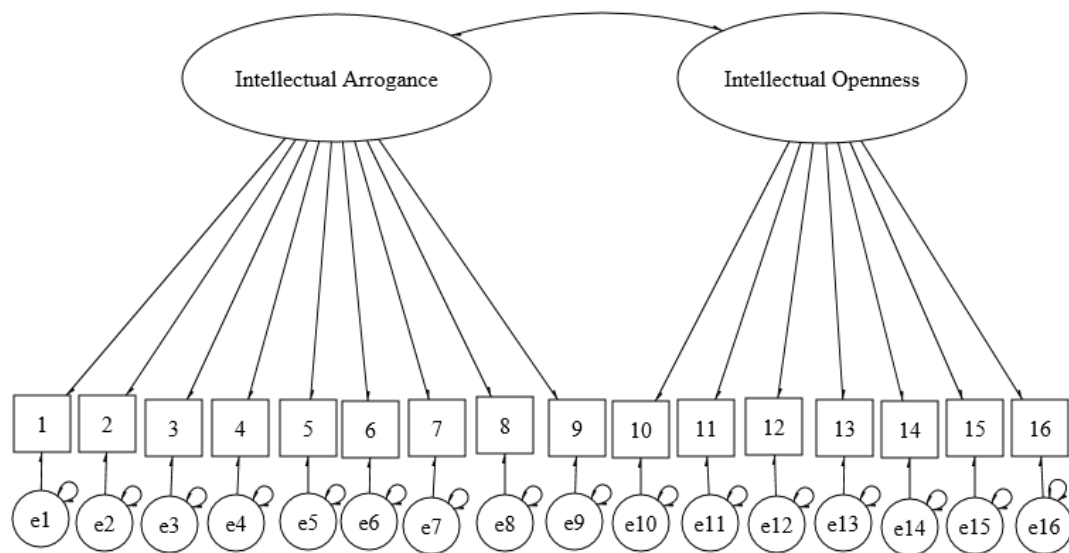 Intellectual Arrogance Intellectual Openness
1 2 3 4 5 6 7 8 9 10 11 12 13 14 15 16
e1 e2 e3 e4 e5 e6 e7 e8 e9 e10 e11 e12 e13 e14 e15 e16